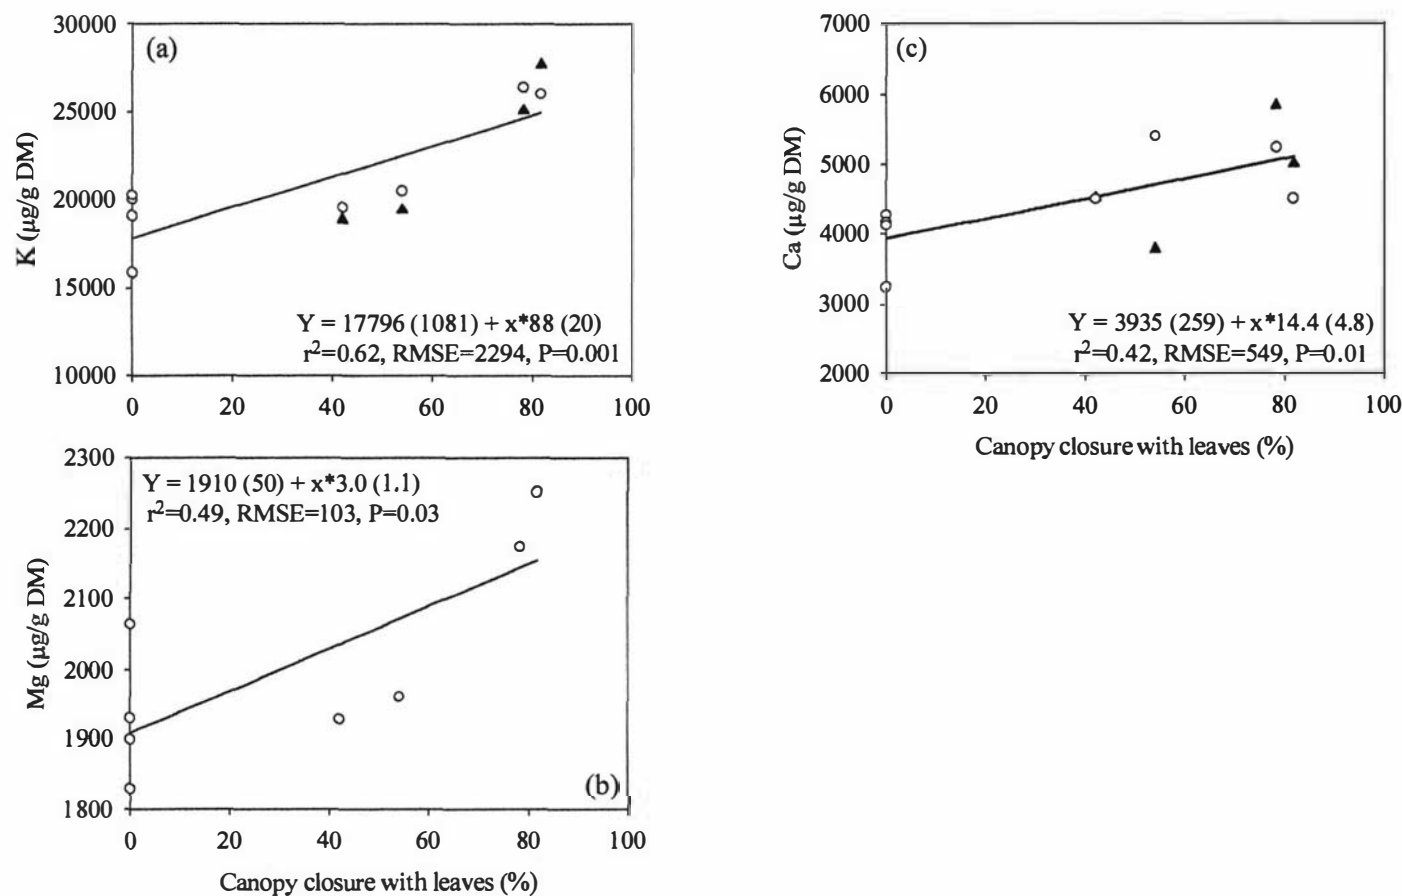 (a)
30000
25000
20000
15000
10000
K (µg/g DM)
Y = 17796 (1081) + x*88 (20)
r²=0.62, RMSE=2294, P=0.001
0 20 40 60 80 100
(c)
7000
6000
5000
4000
3000
2000
Ca (µg/g DM)
Y = 3935 (259) + x*14.4 (4.8)
r²=0.42, RMSE=549, P=0.01
0 20 40 60 80 100
Canopy closure with leaves (%)
2300
2200
2100
2000
1900
1800
Mg (µg/g DM)
Y = 1910 (50) + x*3.0 (1.1)
r²=0.49, RMSE=103, P=0.03
(b)
0 20 40 60 80 100
Canopy closure with leaves (%)